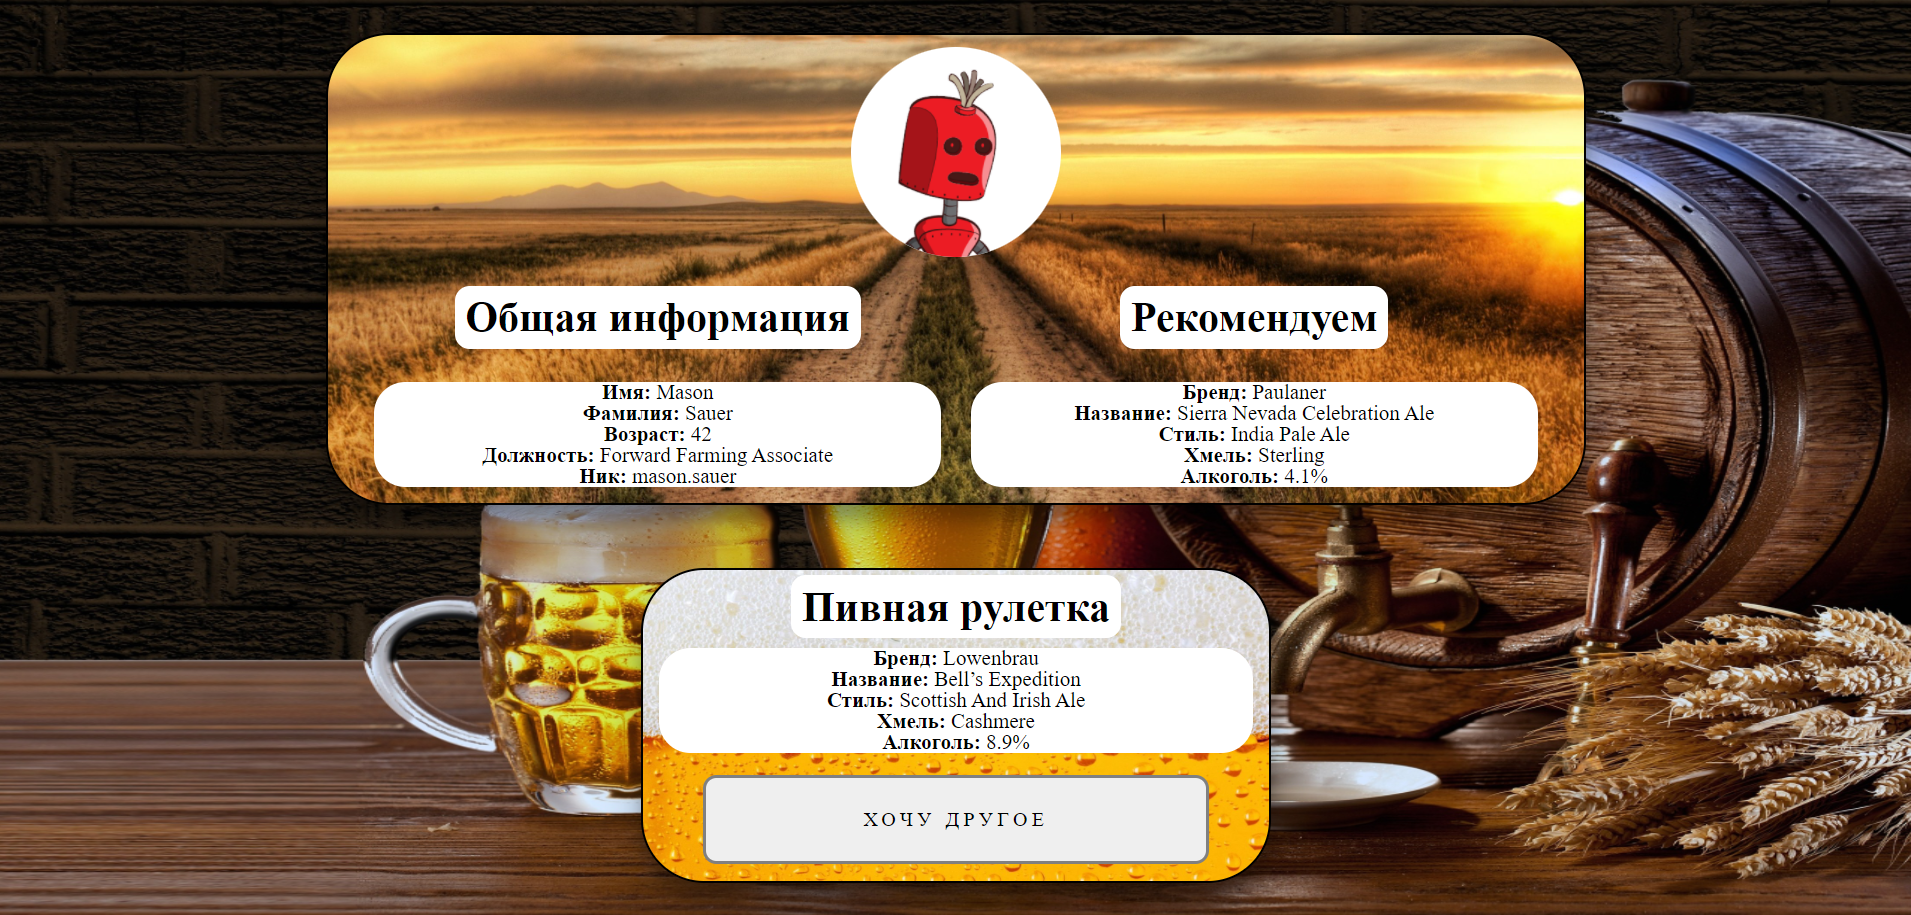 Общая информация
Имя: Mason
Фамилия: Sauer
Возраст: 42
Должность: Forward Farming Associate
Ник: mason.sauer
Рекомендуем
Бренд: Paulaner
Название: Sierra Nevada Celebration Ale
Стиль: India Pale Ale
Хмель: Sterling
Алкоголь: 4.1%
Пивная рулетка
Бренд: Lowenbrau
Название: Bell’s Expedition
Стиль: Scottish And Irish Ale
Хмель: Cashmere
Алкоголь: 8.9%
ХОЧУ ДРУГОЕ